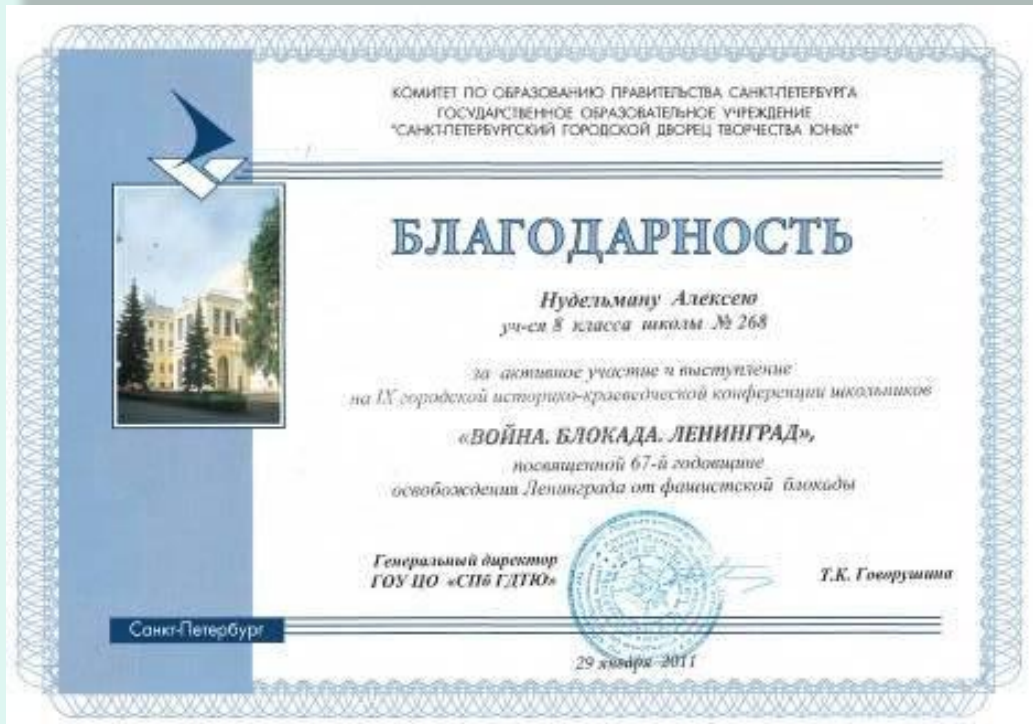 КОМИТЕТ ПО ОБРАЗОВАНИЮ ПРАВИТЕЛЬСТВА САНКТ-ПЕТЕРБУРГА
ГОСУДАРСТВЕННОЕ ОБРАЗОВАТЕЛЬНОЕ УЧРЕЖДЕНИЕ
"САНКТ-ПЕТЕРБУРГСКИЙ ГОРОДСКОЙ ДВОРЕЦ ТВОРЧЕСТВА ЮНЫХ"
БЛАГОДАРНОСТЬ
Нудельману Алексею
уч-ся 8 класса школы № 268
за активное участие и выступление
на IX городской историко-краеведческой конференции школьников
«ВОЙНА. БЛОКАДА. ЛЕНИНГРАД»,
посвященной 67-й годовщине
освобождения Ленинграда от фашистской блокады
Генеральный директор
ГОУ ЦО «СПб ГДТЮ»
Т.К. Говорушина
Санкт-Петербург
29 января 2011